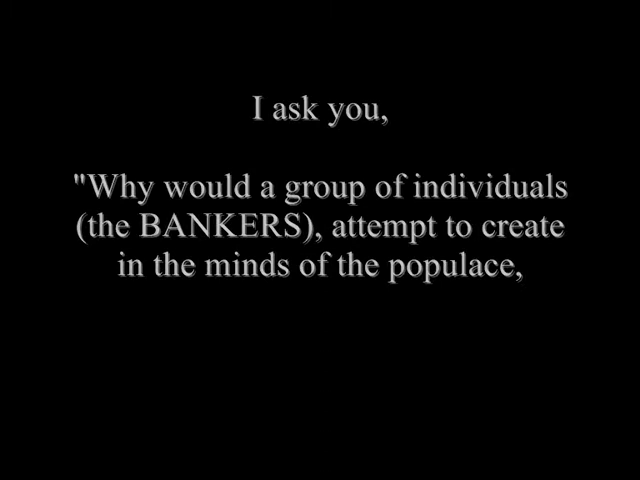 I ask you,
"Why would a group of individuals
(the BANKERS), attempt to create
in the minds of the populace,